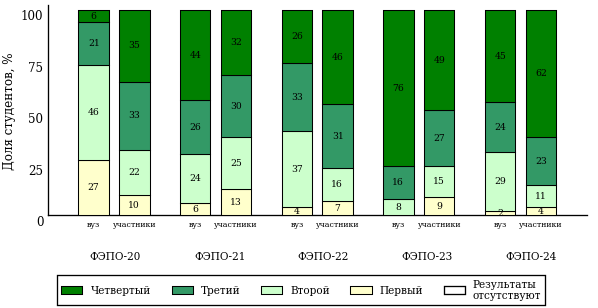 Доля студентов, %
100
75
50
25
0
6 35 44 32 26 46 76 49 45 62
21 33 26 30 33 31 16 27 24 23
46 22 24 25 37 16 8 15 29 11
27 10 6 13 4 7 9 2 4
вуз участники вуз участники вуз участники вуз участники вуз участники
ФЭПО-20 ФЭПО-21 ФЭПО-22 ФЭПО-23 ФЭПО-24
Четвертый Третий Второй Первый Результаты
отсутствуют